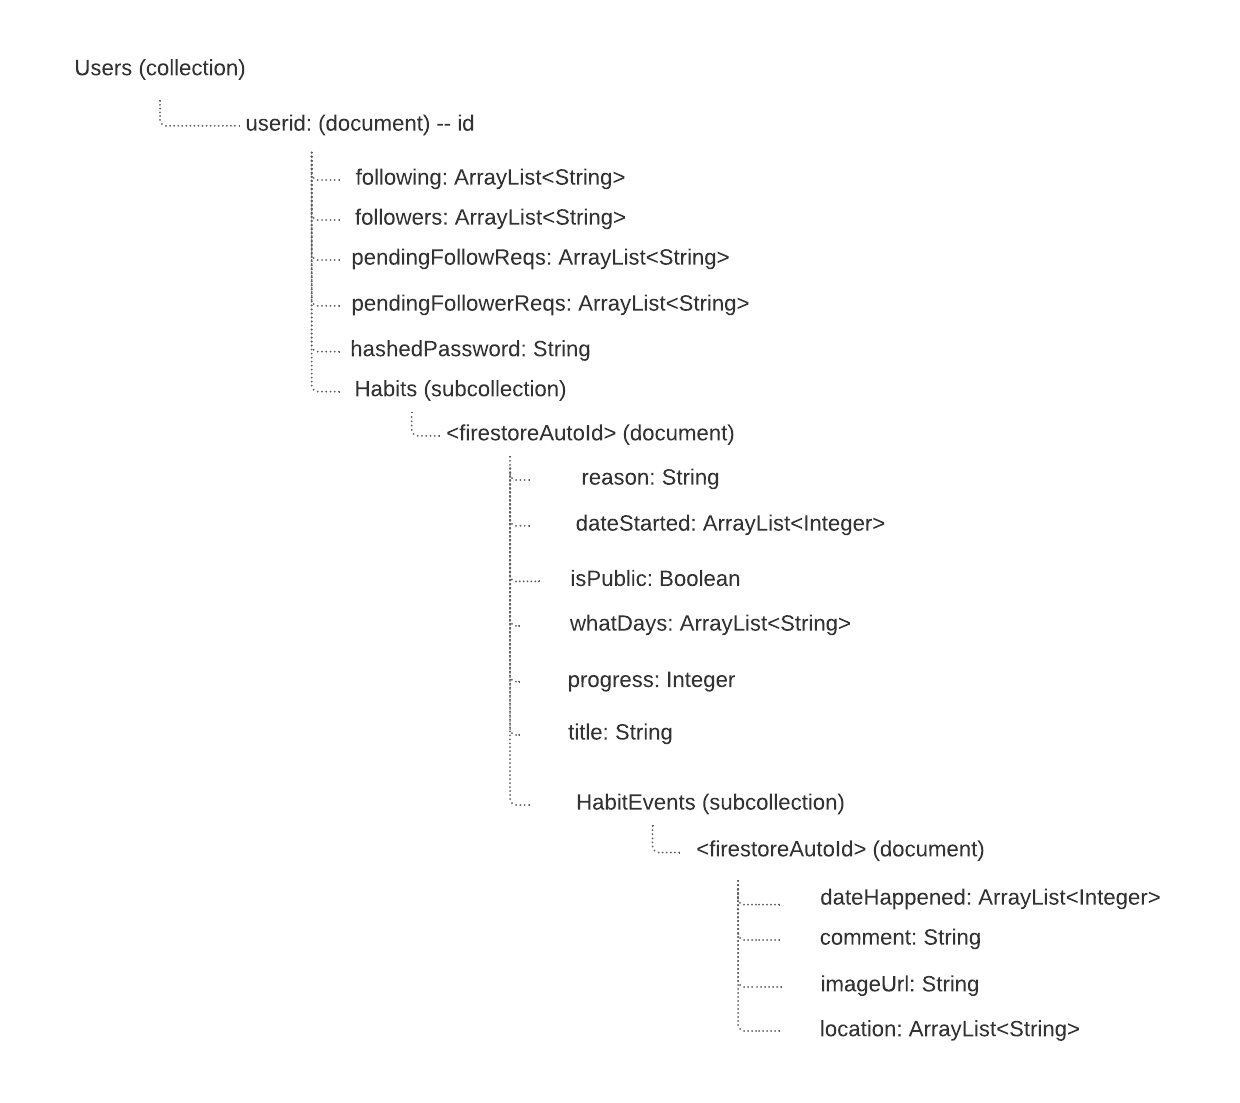 Users (collection)
userid: (document) -- id
following: ArrayList<String>
followers: ArrayList<String>
pendingFollowReqs: ArrayList<String>
pendingFollowerReqs: ArrayList<String>
hashedPassword: String
Habits (subcollection)
<firestoreAutoId> (document)
reason: String
dateStarted: ArrayList<Integer>
isPublic: Boolean
whatDays: ArrayList<String>
progress: Integer
title: String
HabitEvents (subcollection)
<firestoreAutoId> (document)
dateHappened: ArrayList<Integer>
comment: String
imageUrl: String
location: ArrayList<String>